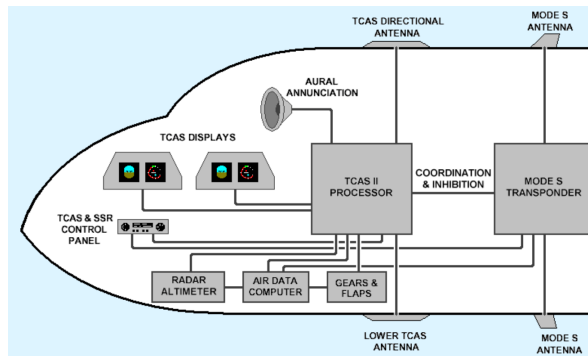 TCAS DIRECTIONAL
ANTENNA
MODE S
ANTENNA
AURAL
ANNUNCIATION
TCAS DISPLAYS
TCAS II
PROCESSOR
COORDINATION
& INHIBITION
MODE S
TRANSPONDER
TCAS & SSR
CONTROL
PANEL
RADAR
ALTIMETER
AIR DATA
COMPUTER
GEARS &
FLAPS
LOWER TCAS
ANTENNA
MODE S
ANTENNA